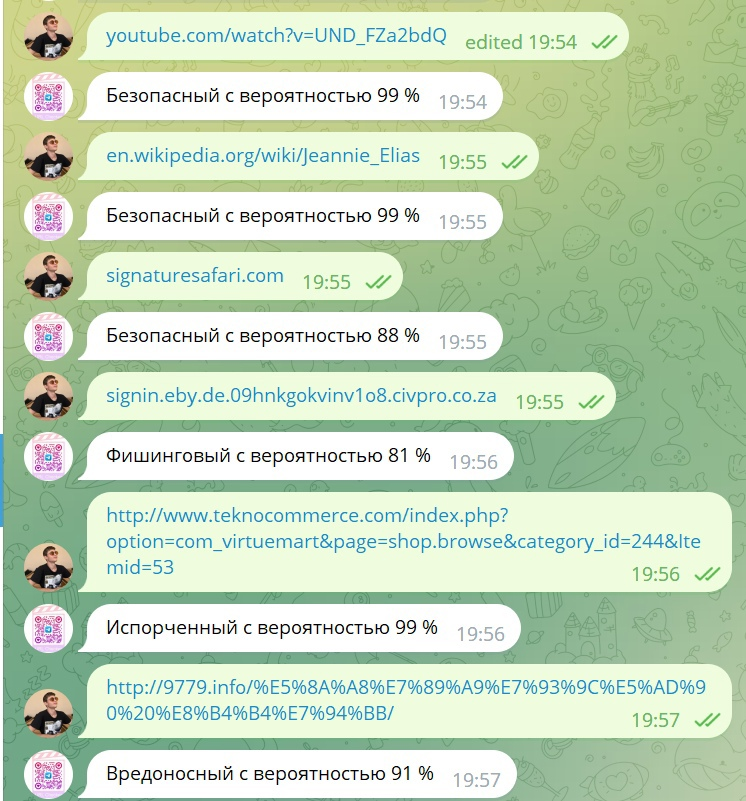 youtube.com/watch?v=UND_FZa2bdQ edited 19:54
Безопасный с вероятностью 99 % 19:54
en.wikipedia.org/wiki/Jeannie_Elias 19:55
Безопасный с вероятностью 99 % 19:55
signaturesafari.com 19:55
Безопасный с вероятностью 88 % 19:55
signin.eby.de.09hnkgokvinv1o8.civpro.co.za 19:55
Фишинговый с вероятностью 81 % 19:56
http://www.teknocommerce.com/index.php?
option=com_virtuemart&page=shop.browse&category_id=244&Ite
mid=53 19:56
Испорченный с вероятностью 99 % 19:56
http://9779.info/%E5%8A%A8%E7%89%A9%E7%93%9C%E5%AD%9
0%20%E8%B4%B4%E7%94%BB/ 19:57
Вредоносный с вероятностью 91 % 19:57